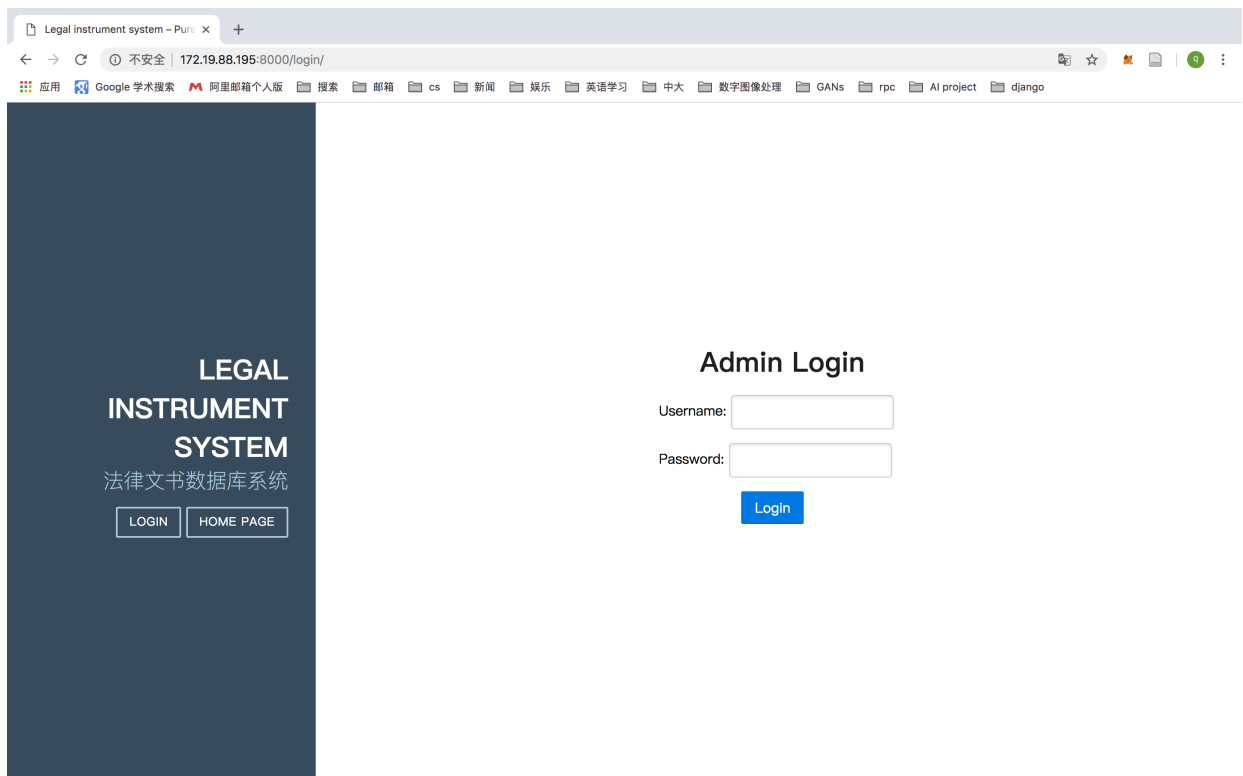 Legal instrument system – Pure
不安全 | 172.19.88.195:8000/login/
q
应用 Google 学术搜索 阿里邮箱个人版 搜索 邮箱 cs 新闻 娱乐 英语学习 中大 数字图像处理 GANs rpc AI project django
LEGAL
INSTRUMENT
SYSTEM
法律文书数据库系统
LOGIN HOME PAGE
Admin Login
Username:
Password:
Login